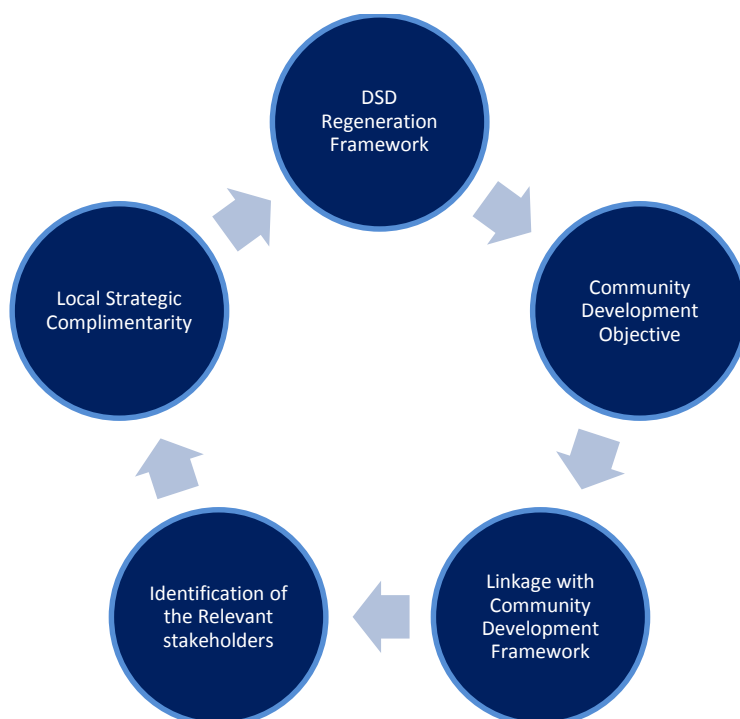 DSD
Regeneration
Framework
Community
Development
Objective
Linkage with
Community
Development
Framework
Identification of
the Relevant
stakeholders
Local Strategic
Complimentarity